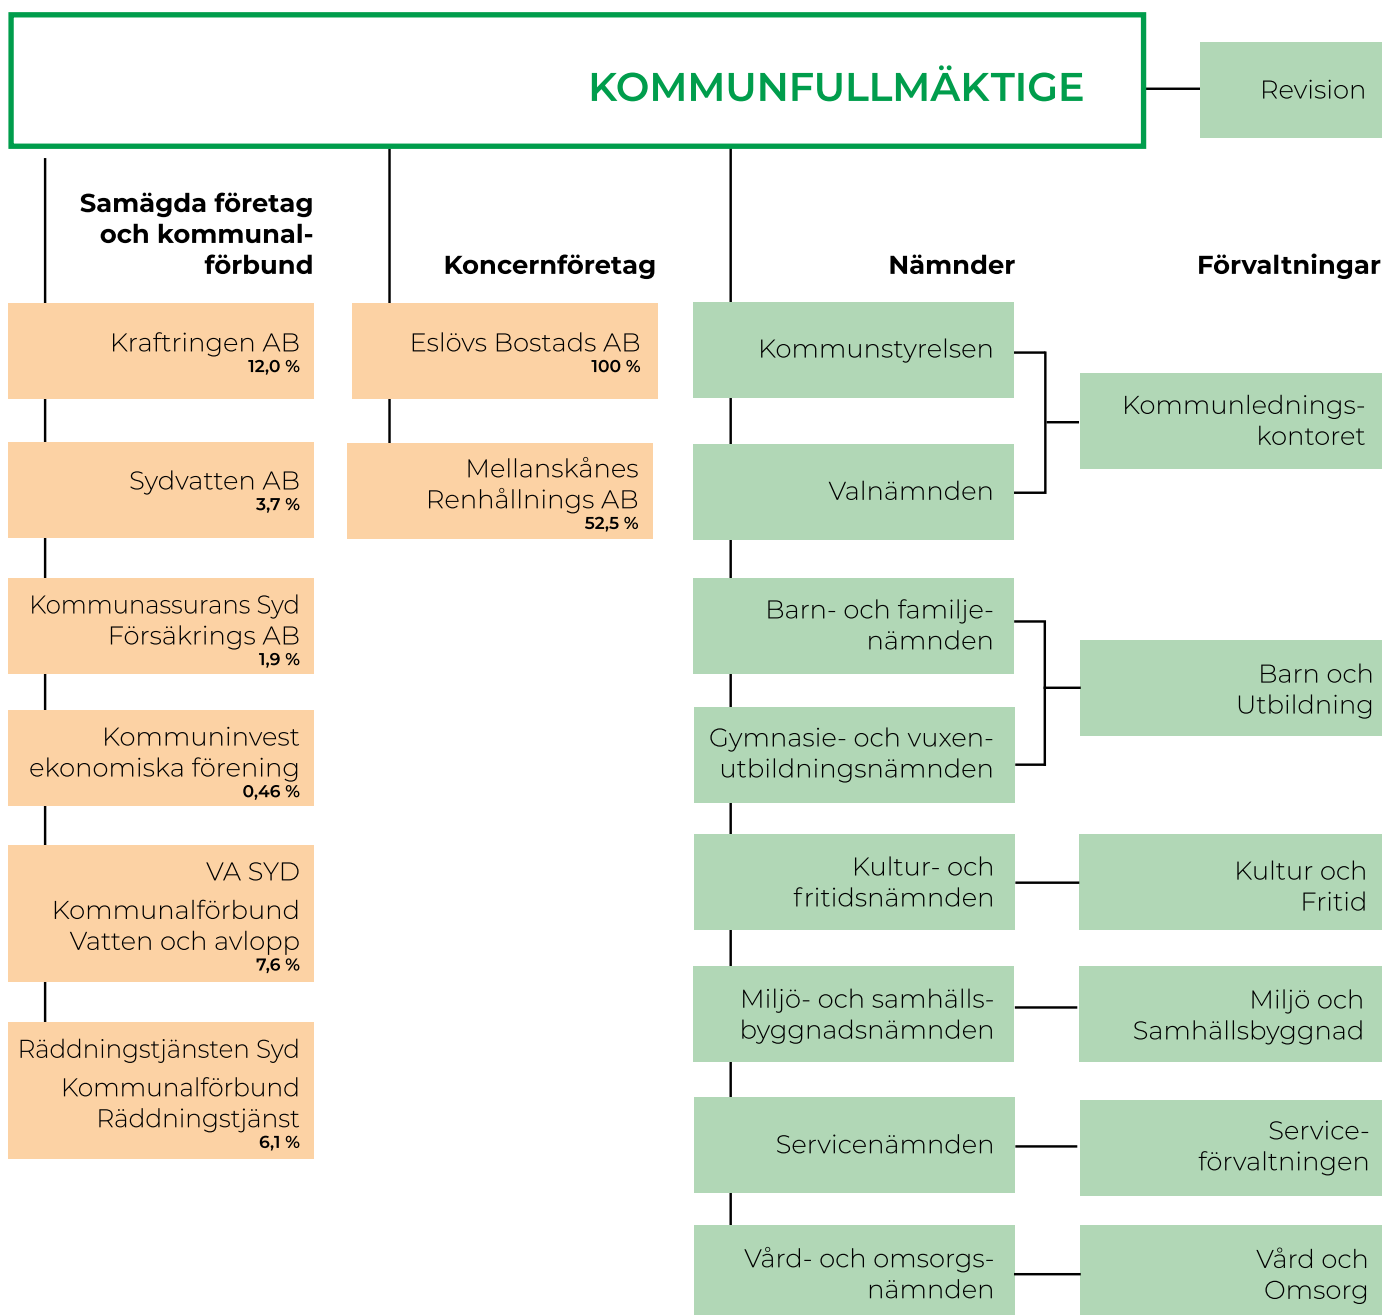 KOMMUNFULLMÄKTIGE
Revision
Samägda företag
och kommunal-
förbund
Kraftringen AB
12,0 %
Sydvatten AB
3,7 %
Kommunassurans Syd
Försäkrings AB
1,9 %
Kommuninvest
ekonomiska förening
0,46 %
VA SYD
Kommunalförbund
Vatten och avlopp
7,6 %
Räddningstjänsten Syd
Kommunalförbund
Räddningstjänst
6,1 %
Koncernföretag
Eslövs Bostads AB
100 %
Mellanskånes
Renhållnings AB
52,5 %
Nämnder
Kommunstyrelsen
Valnämnden
Barn- och familje-
nämnden
Gymnasie- och vuxen-
utbildningsnämnden
Kultur- och
fritidsnämnden
Miljö- och samhälls-
byggnadsnämnden
Servicenämnden
Vård- och omsorgs-
nämnden
Förvaltningar
Kommunlednings-
kontoret
Barn och
Utbildning
Kultur och
Fritid
Miljö och
Samhällsbyggnad
Service-
förvaltningen
Vård och
Omsorg